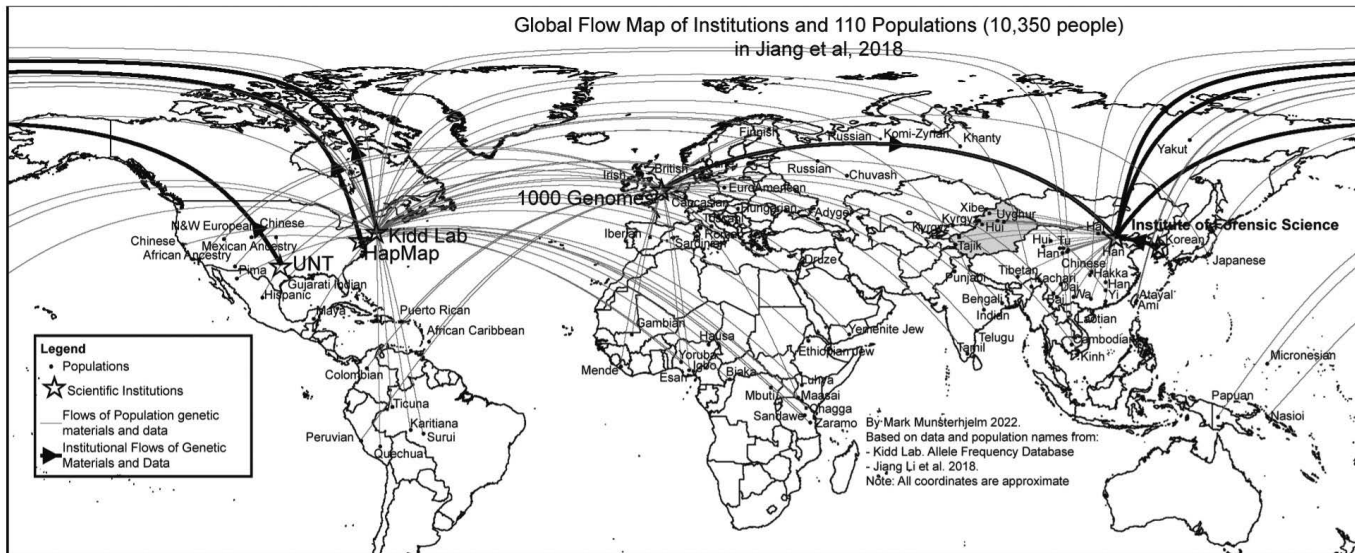 Global Flow Map of Institutions and 110 Populations (10,350 people)
in Jiang et al, 2018
Finnish
Russian
Komi-Zyrian
Khanty
Yakut
Irish
British
Russian
Chuvash
1000 Genomes
EuroAmerican
Caucasian
Hungarian
Adygei
Xibe
Uyghur
Kyrgyz
Hui
Kyrgyz
Tajik
Iberian
Sardinian
Druze
N&W European
Chinese
Chinese
Mexican Ancestry
African Ancestry
Kidd Lab
HapMap
UNT
Pima
Gujarati Indian
Hispanic
Maya
Institute of Forensic Science
Hui
Tu
Han
Han
Korean
Chinese
Japanese
Tibetan
Kachari
Hakka
Punjabi
Dai
Wa
Han
Yi
Bengali
Indian
Atayal
Ami
Laotian
Puerto Rican
African Caribbean
Gambian
Hausa
Yemenite Jew
Telugu
Tamil
Cambodian
Kinh
Micronesian
Yoruba
Igbo
Ethiopian Jew
Mende
Esan
Biaka
Luhya
Mbuti
Maasai
Chagga
Sandawe
Zaramo
Papuan
Nasioi
Colombian
Ticuna
Karitiana
Surui
Peruvian
Quechua
Legend
Populations
Scientific Institutions
Flows of Population genetic
materials and data
Institutional Flows of Genetic
Materials and Data
By Mark Munsterhjelm 2022.
Based on data and population names from:
- Kidd Lab. Allele Frequency Database
- Jiang Li et al. 2018.
Note: All coordinates are approximate